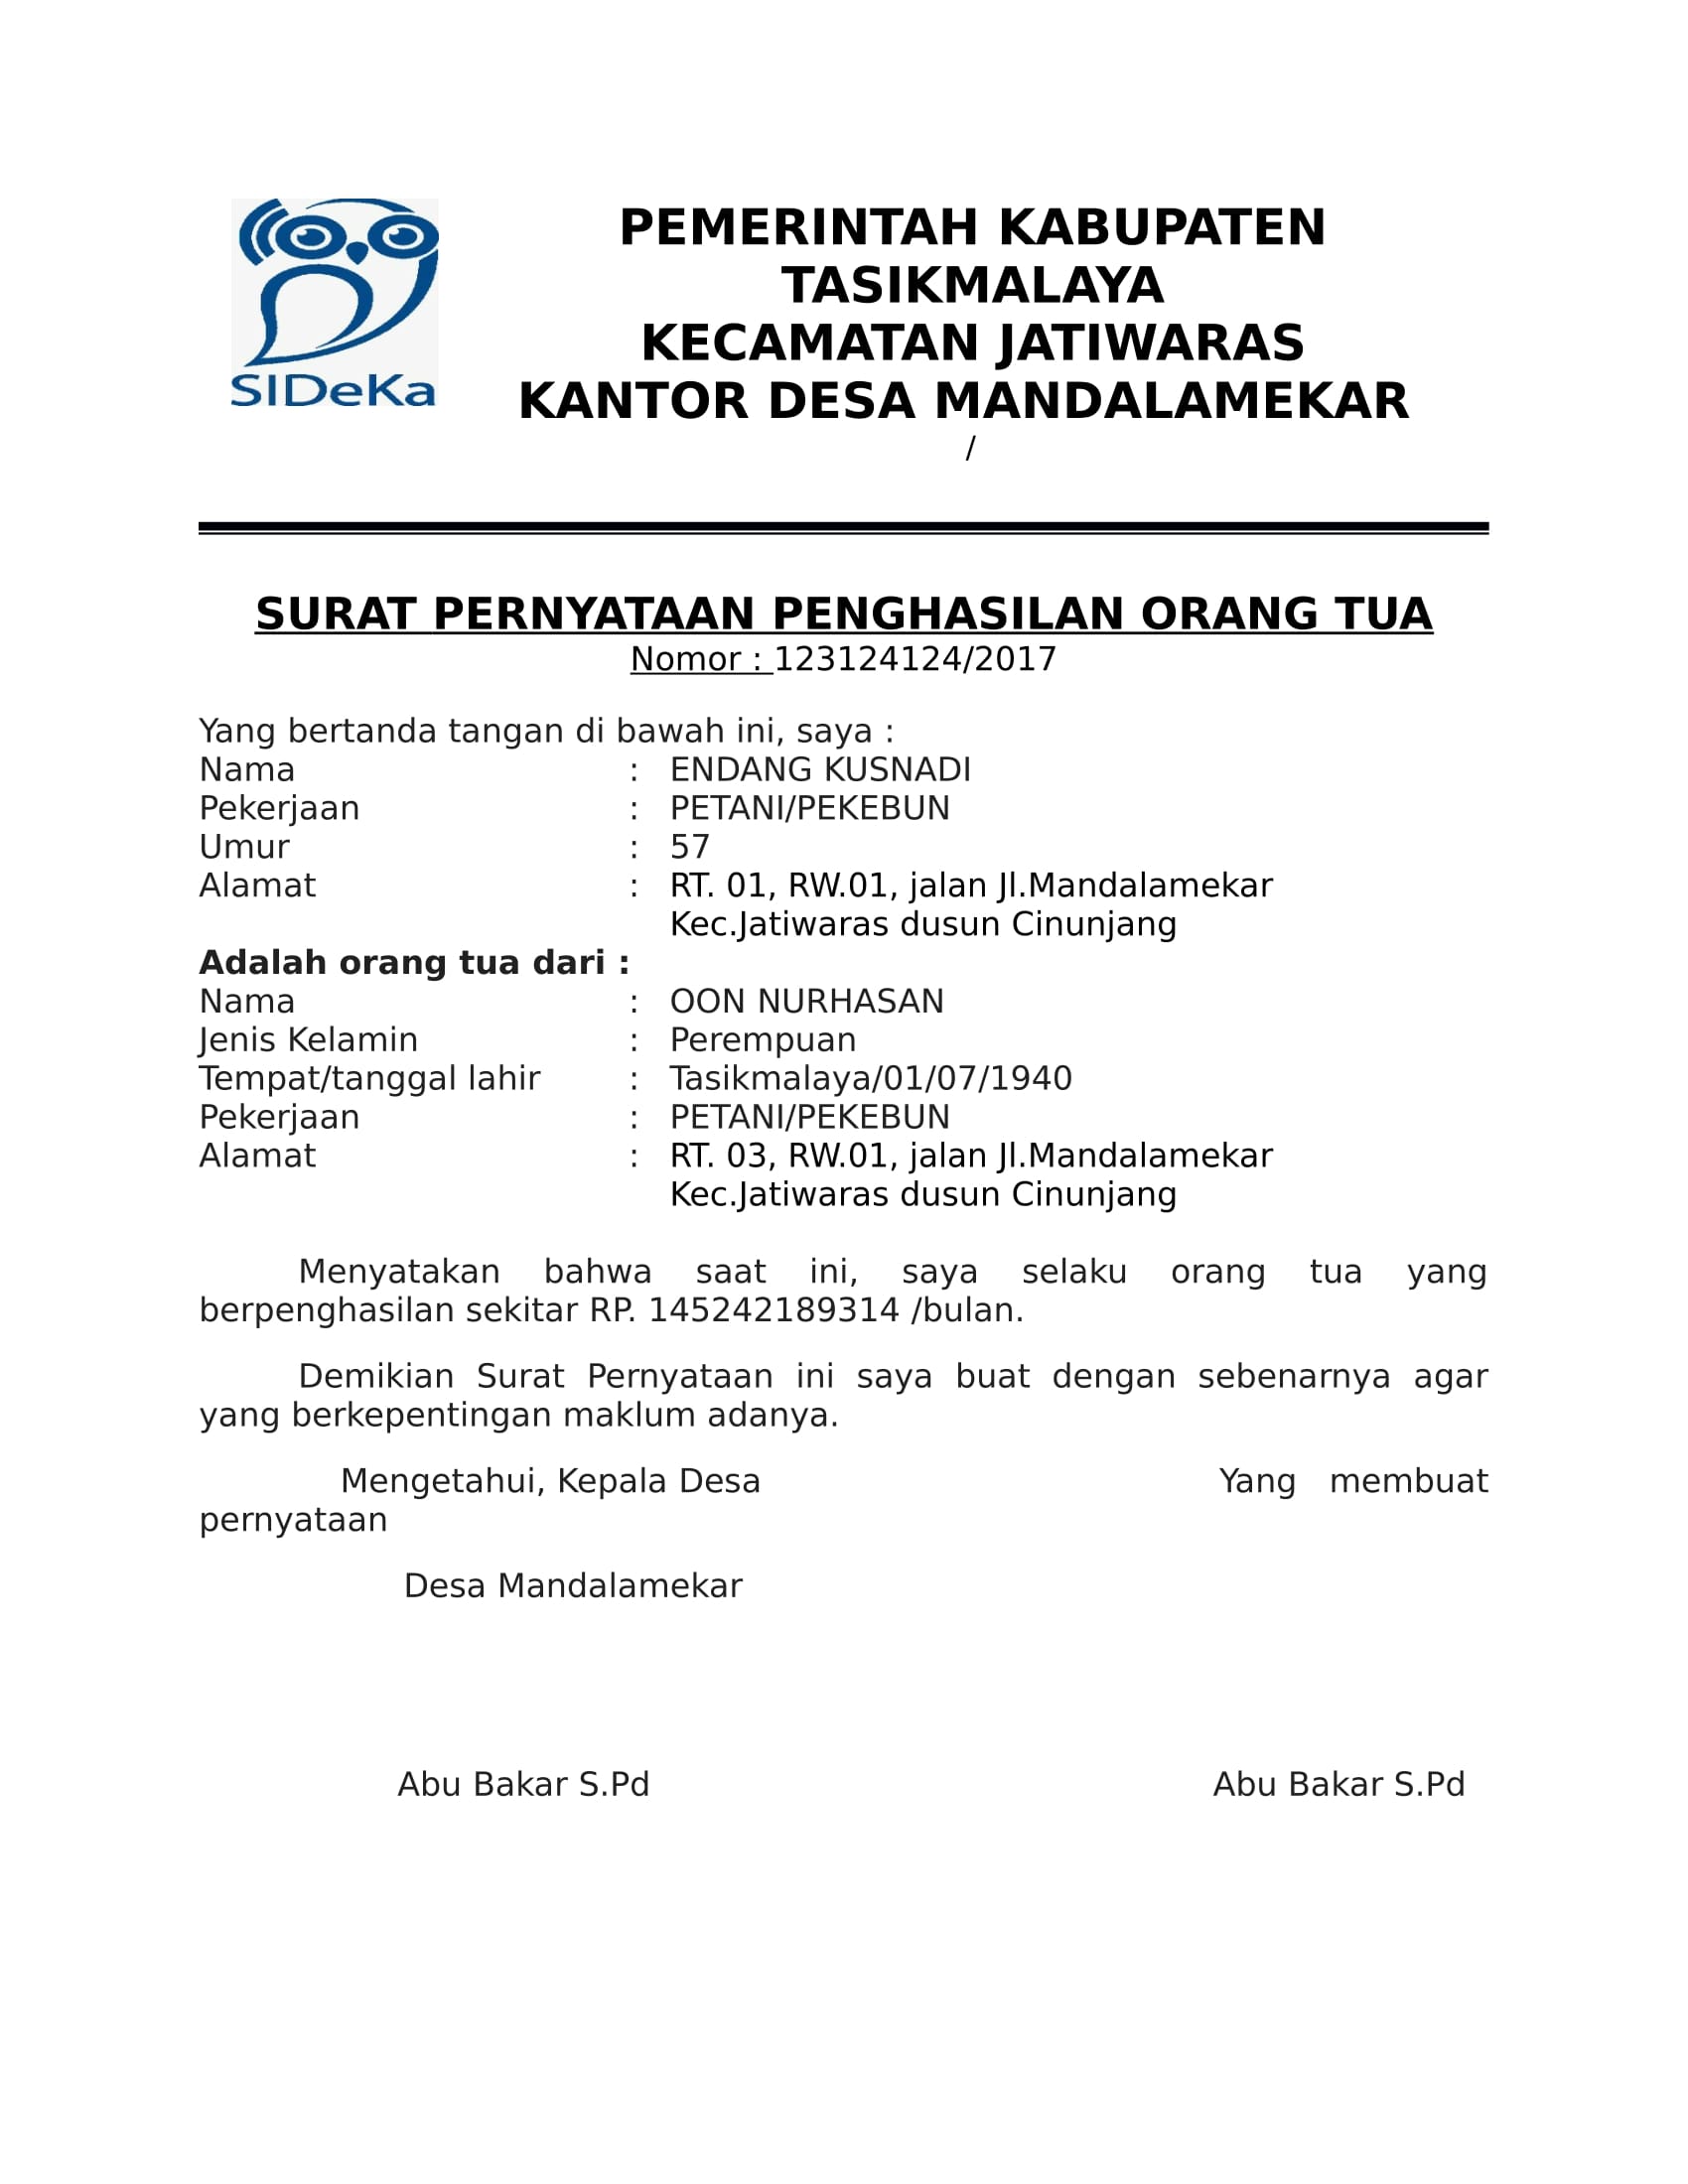 SIDeKa
PEMERINTAH KABUPATEN
TASIKMALAYA
KECAMATAN JATIWARAS
KANTOR DESA MANDALAMEKAR
/
SURAT PERNYATAAN PENGHASILAN ORANG TUA
Nomor : 123124124/2017
Yang bertanda tangan di bawah ini, saya :
Nama : ENDANG KUSNADI
Pekerjaan : PETANI/PEKEBUN
Umur : 57
Alamat : RT. 01, RW.01, jalan Jl.Mandalamekar
Kec.Jatiwaras dusun Cinunjang
Adalah orang tua dari :
Nama : OON NURHASAN
Jenis Kelamin : Perempuan
Tempat/tanggal lahir : Tasikmalaya/01/07/1940
Pekerjaan : PETANI/PEKEBUN
Alamat : RT. 03, RW.01, jalan Jl.Mandalamekar
Kec.Jatiwaras dusun Cinunjang
Menyatakan bahwa saat ini, saya selaku orang tua yang
berpenghasilan sekitar RP. 145242189314 /bulan.
Demikian Surat Pernyataan ini saya buat dengan sebenarnya agar
yang berkepentingan maklum adanya.
Mengetahui, Kepala Desa Yang membuat
pernyataan
Desa Mandalamekar
Abu Bakar S.Pd Abu Bakar S.Pd